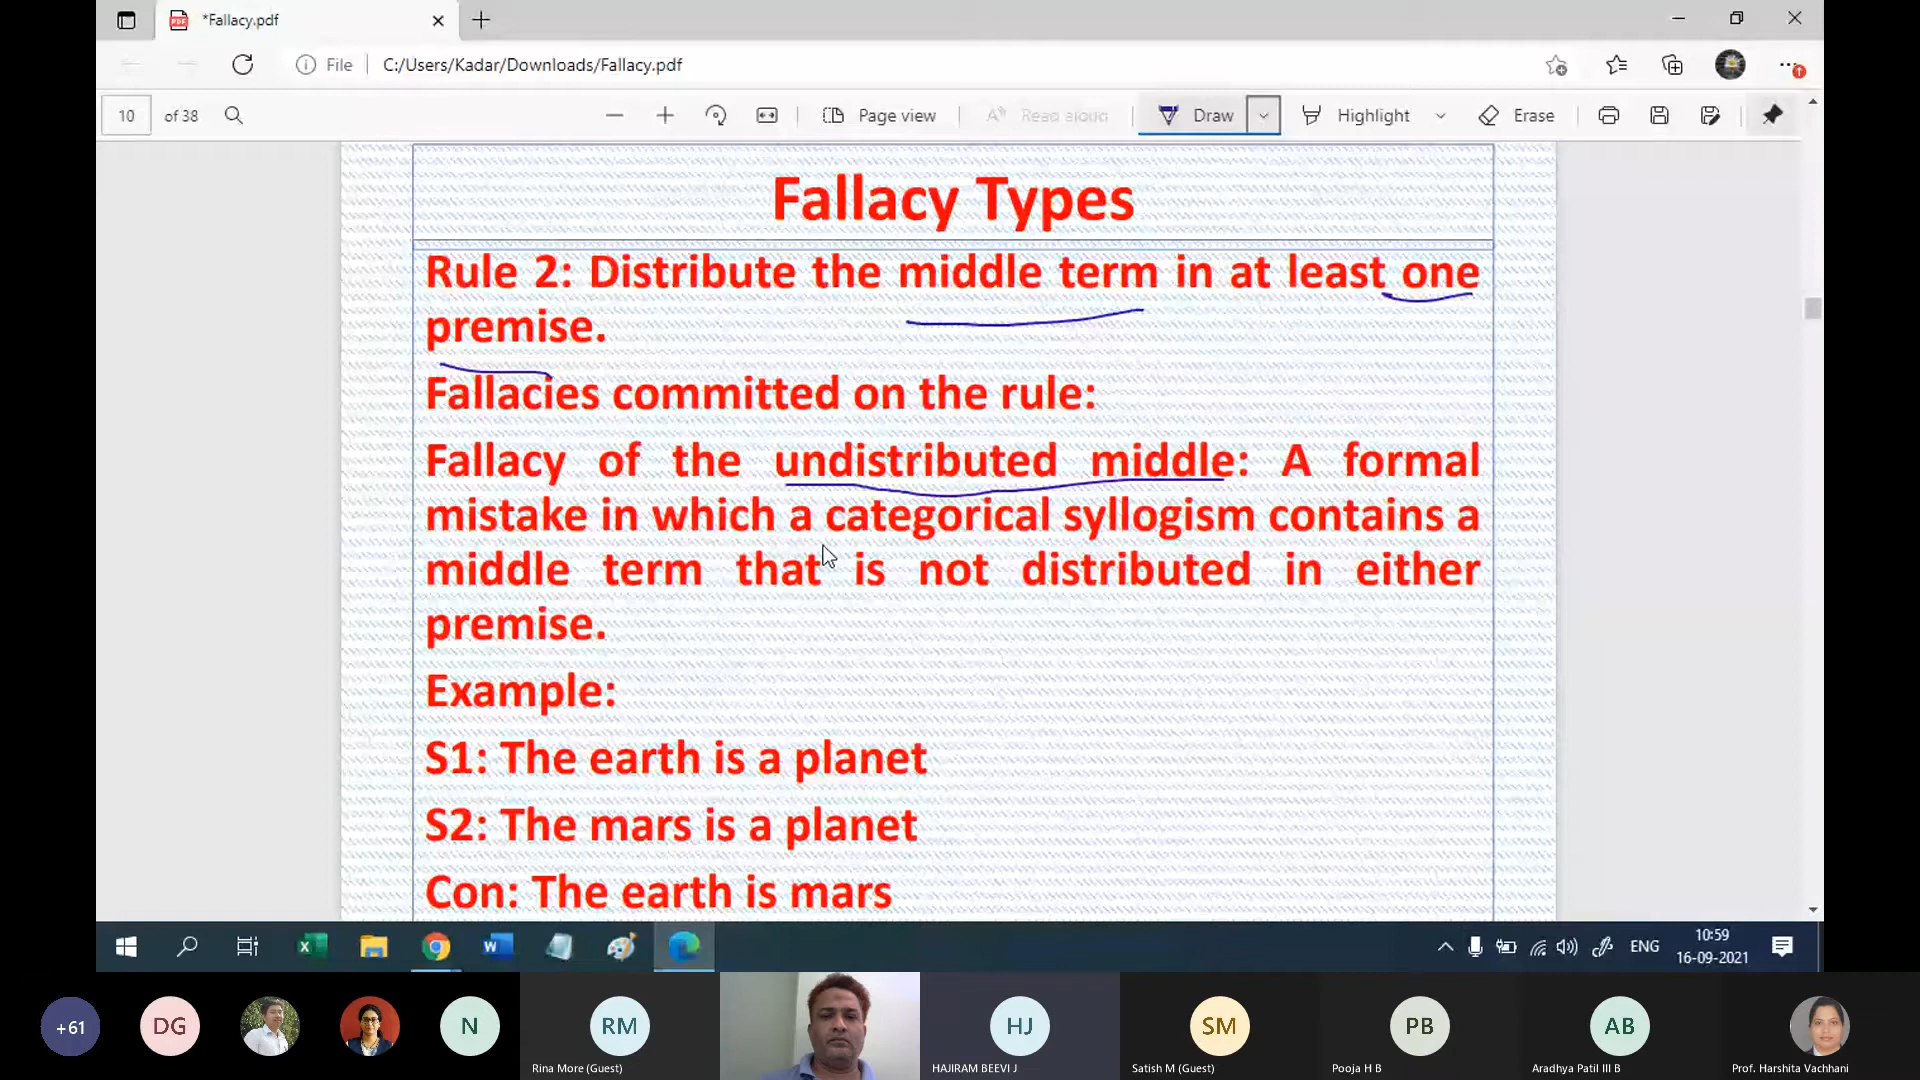 *Fallacy.pdf
File
C:/Users/Kadar/Downloads/Fallacy.pdf
10 of 38
Page view
Read aloud
Draw
Highlight
Erase
Fallacy Types
Rule 2: Distribute the middle term in at least one
premise.
Fallacies committed on the rule:
Fallacy of the undistributed middle: A formal
mistake in which a categorical syllogism contains a
middle term that is not distributed in either
premise.
Example:
S1: The earth is a planet
S2: The mars is a planet
Con: The earth is mars
ENG
10:59
16-09-2021
+61
DG
N
RM
HJ
SM
PB
AB
Rina More (Guest)
HAJIRAM BEEVI J
Satish M (Guest)
Pooja H B
Aradhya Patil III B
Prof. Harshita Vachhani